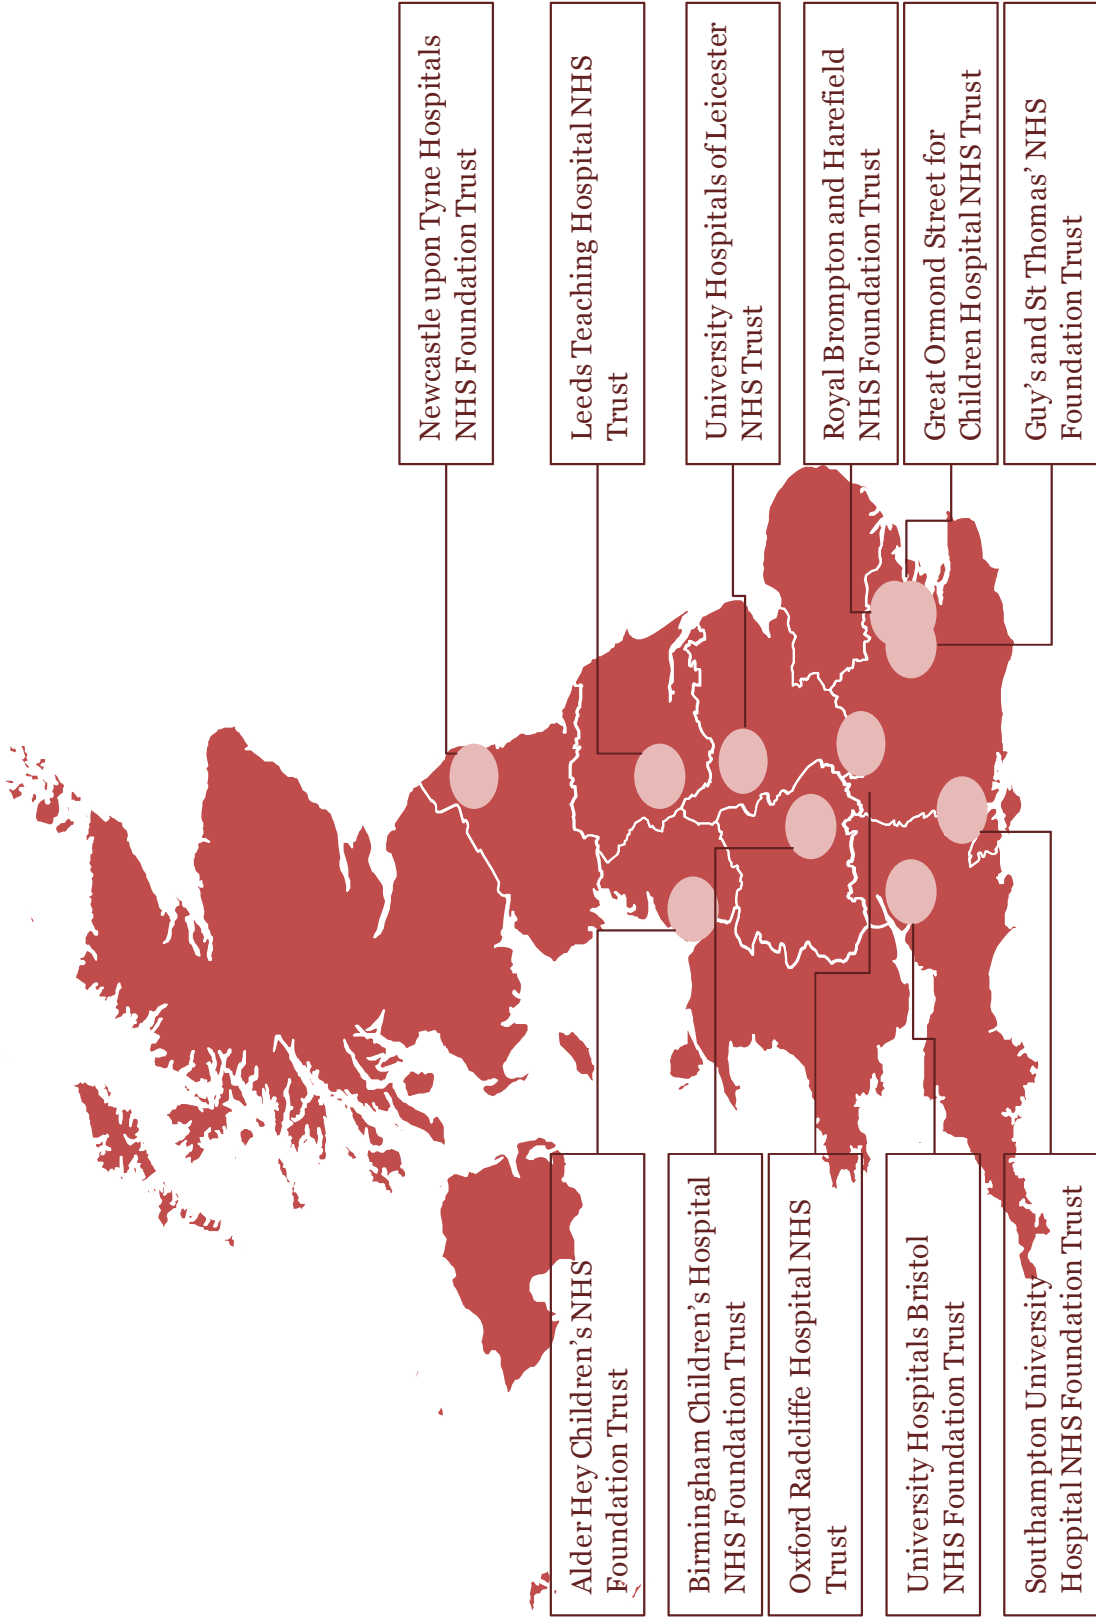 Newcastle upon Tyne Hospitals
NHS Foundation Trust
Leeds Teaching Hospital NHS
Trust
University Hospitals of Leicester
NHS Trust
Royal Brompton and Harefield
NHS Foundation Trust
Great Ormond Street for
Children Hospital NHS Trust
Guy’s and St Thomas’ NHS
Foundation Trust
Alder Hey Children’s NHS
Foundation Trust
Birmingham Children’s Hospital
NHS Foundation Trust
Oxford Radcliffe Hospital NHS
Trust
University Hospitals Bristol
NHS Foundation Trust
Southampton University
Hospital NHS Foundation Trust